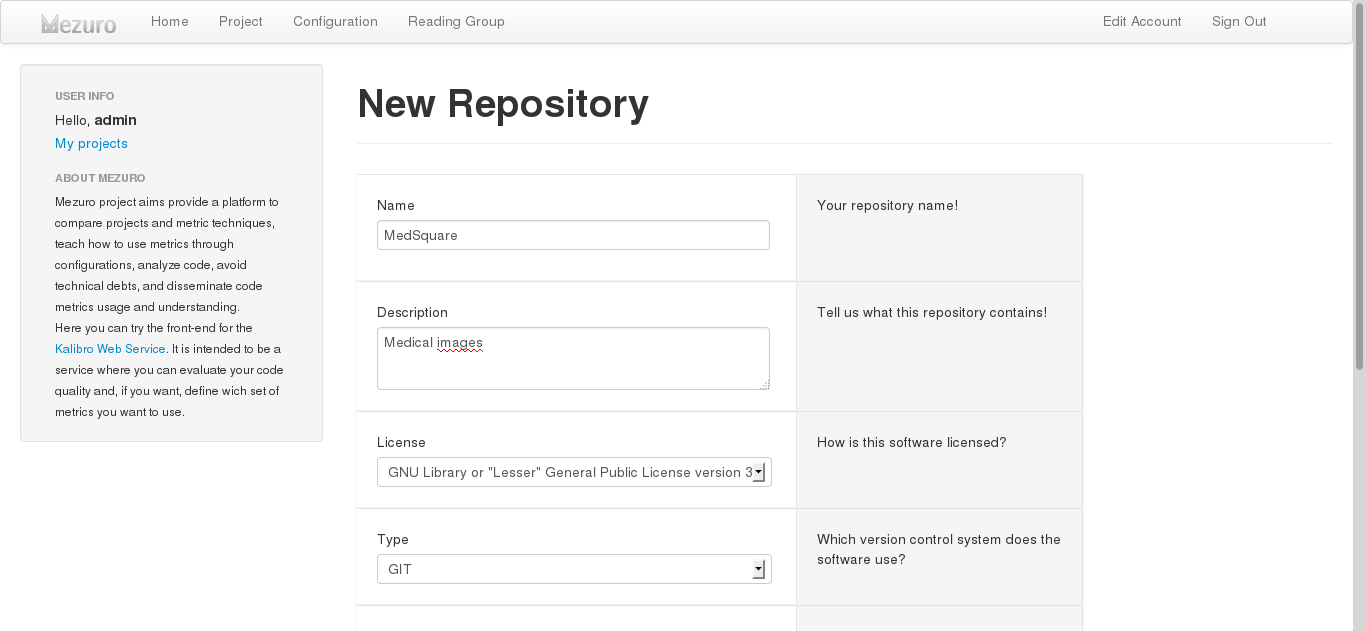 Mezuro Home Project Configuration Reading Group Edit Account Sign Out
USER INFO
Hello, admin
My projects
ABOUT MEZURO
Mezuro project aims provide a platform to
compare projects and metric techniques,
teach how to use metrics through
configurations, analyze code, avoid
technical debts, and disseminate code
metrics usage and understanding.
Here you can try the front-end for the
Kalibro Web Service. It is intended to be a
service where you can evaluate your code
quality and, if you want, define wich set of
metrics you want to use.
New Repository
Name
MedSquare
Your repository name!
Description
Medical images
Tell us what this repository contains!
License
GNU Library or "Lesser" General Public License version 3
How is this software licensed?
Type
GIT
Which version control system does the
software use?